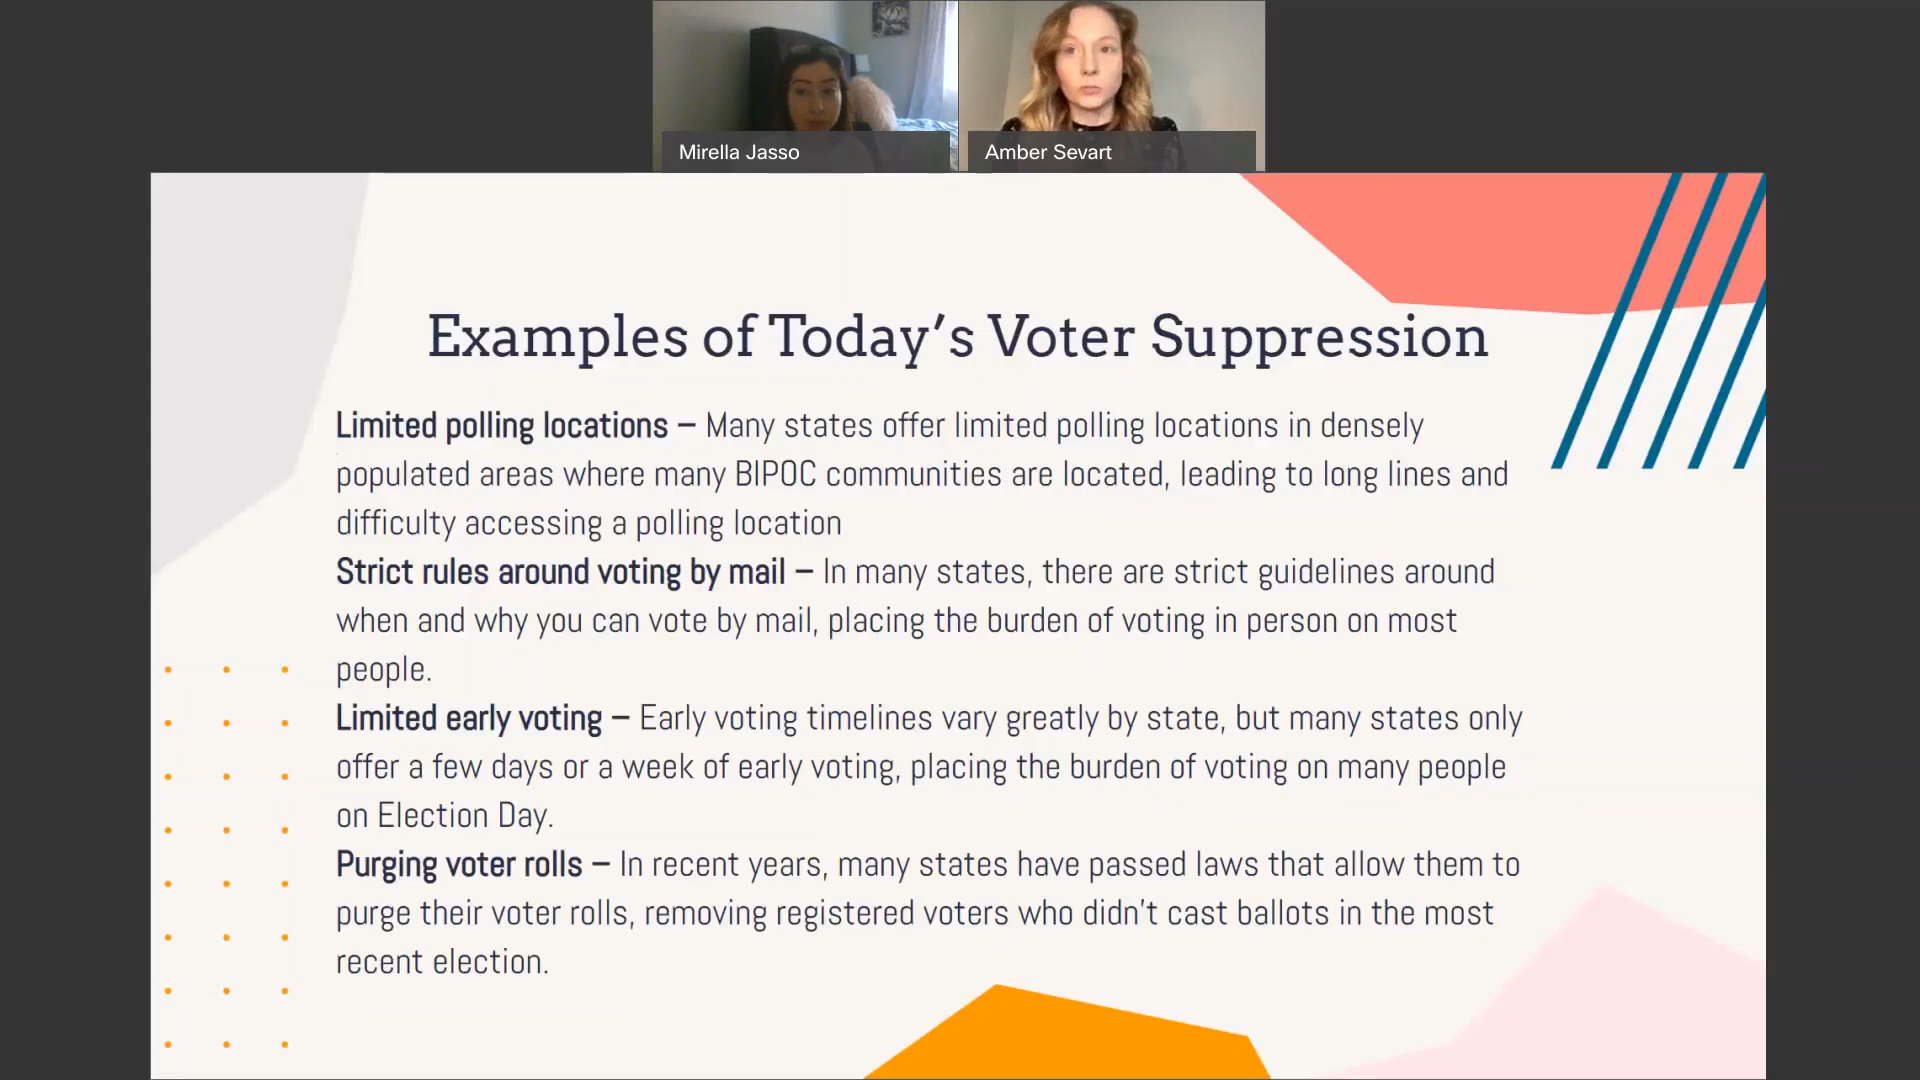 Mirella Jasso
Amber Sevart
Examples of Today's Voter Suppression
Limited polling locations – Many states offer limited polling locations in densely
populated areas where many BIPOC communities are located, leading to long lines and
difficulty accessing a polling location
Strict rules around voting by mail – In many states, there are strict guidelines around
when and why you can vote by mail, placing the burden of voting in person on most
people.
Limited early voting – Early voting timelines vary greatly by state, but many states only
offer a few days or a week of early voting, placing the burden of voting on many people
on Election Day.
Purging voter rolls – In recent years, many states have passed laws that allow them to
purge their voter rolls, removing registered voters who didn't cast ballots in the most
recent election.